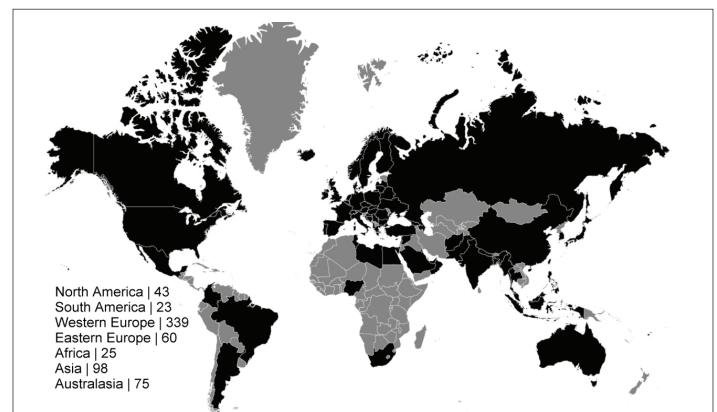 North America | 43
South America | 23
Western Europe | 339
Eastern Europe | 60
Africa | 25
Asia | 98
Australasia | 75